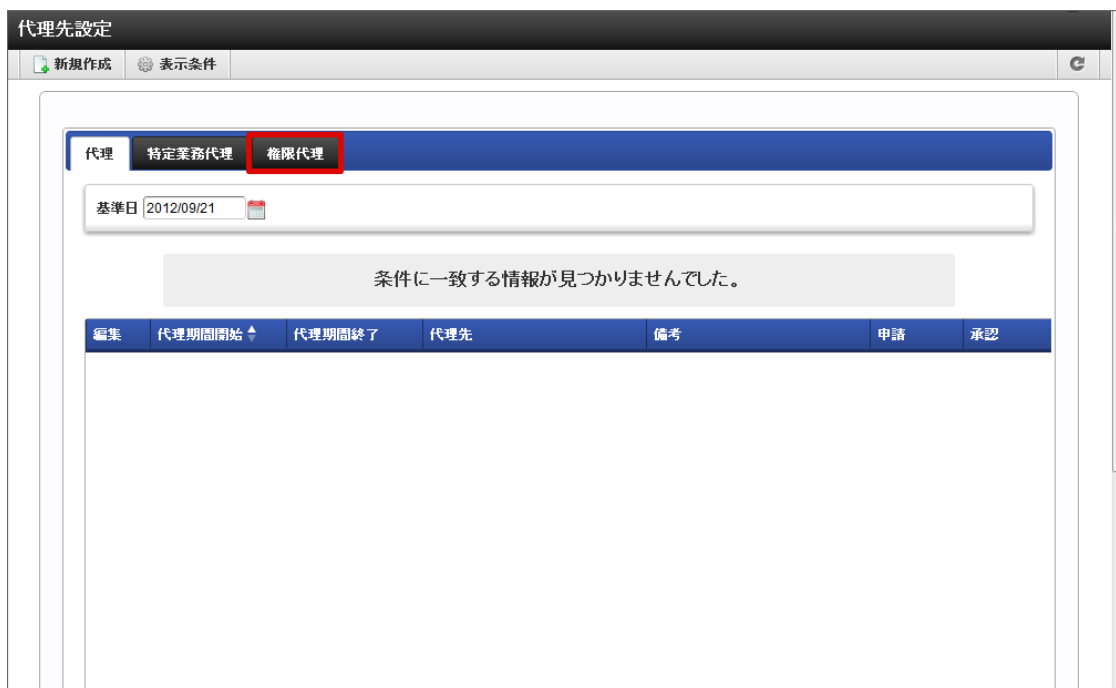 代理先設定
新規作成 表示条件
代理 特定業務代理 権限代理
基準日 2012/09/21
条件に一致する情報が見つかりませんでした。
編集 代理期間開始 代理期間終了 代理先 備考 申請 承認